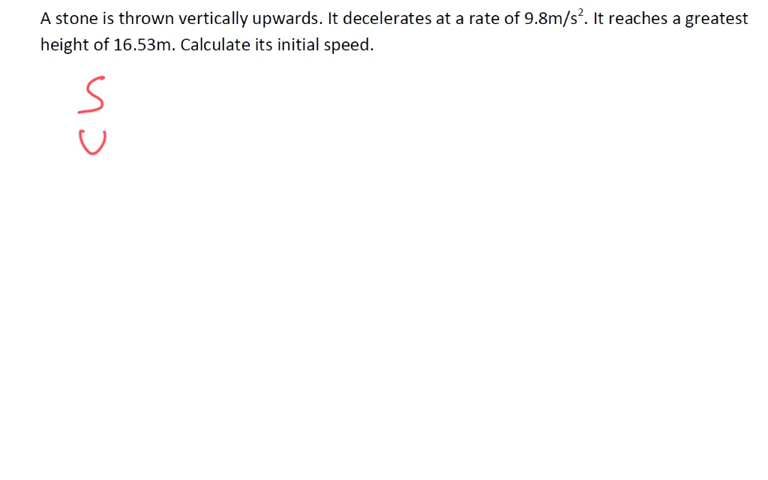 A stone is thrown vertically upwards. It decelerates at a rate of 9.8m/s². It reaches a greatest
height of 16.53m. Calculate its initial speed.
S
U